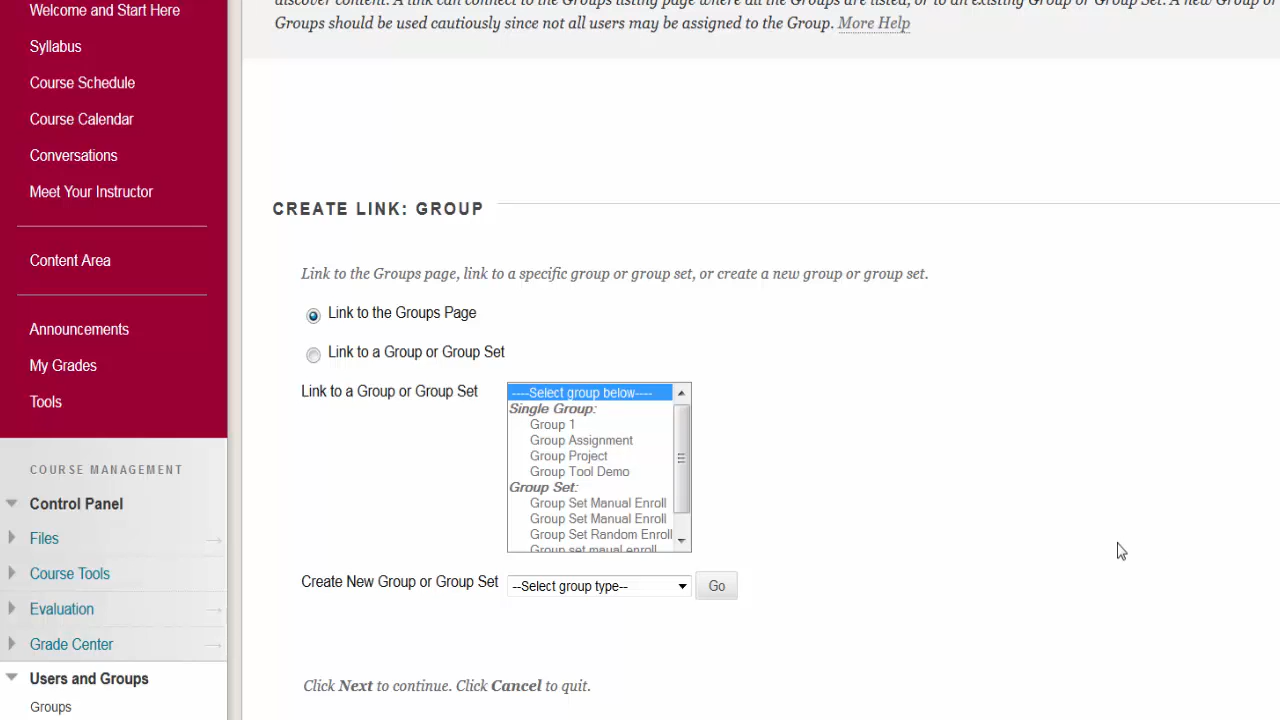 Welcome and Start Here
Syllabus
Course Schedule
Course Calendar
Conversations
Meet Your Instructor
Content Area
Announcements
My Grades
Tools
COURSE MANAGEMENT
Control Panel
Files
Course Tools
Evaluation
Grade Center
Users and Groups
Groups
discover content. A link can connect to the Groups listing page where all the Groups are listed, or to an existing Group or Group Set. A new Group or
Groups should be used cautiously since not all users may be assigned to the Group. More Help
CREATE LINK: GROUP
Link to the Groups page, link to a specific group or group set, or create a new group or group set.
Link to the Groups Page
Link to a Group or Group Set
Link to a Group or Group Set
----Select group below----
Single Group:
Group 1
Group Assignment
Group Project
Group Tool Demo
Group Set:
Group Set Manual Enroll
Group Set Manual Enroll
Group Set Random Enroll
Group set maual enroll
Create New Group or Group Set
--Select group type--
Go
Click Next to continue. Click Cancel to quit.